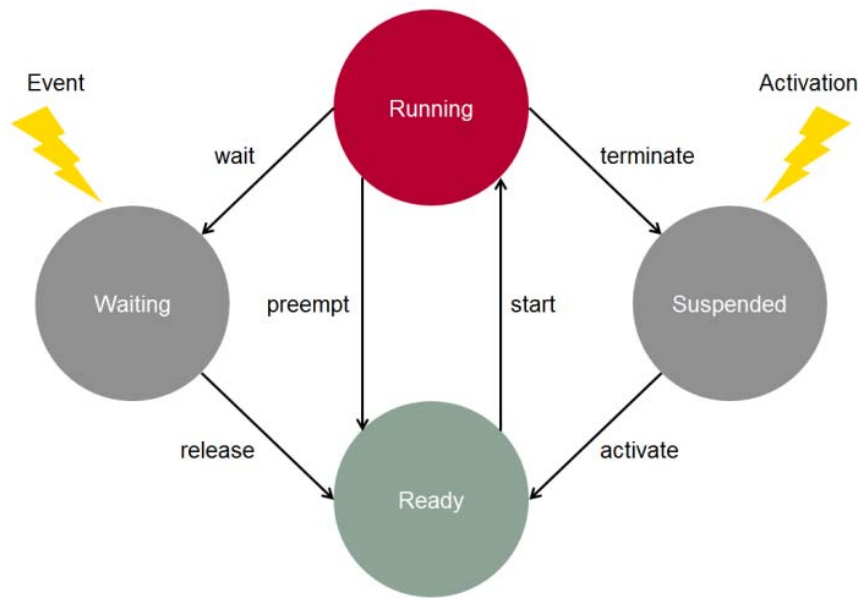 Event
Activation
Running
wait
terminate
Waiting
preempt
start
Suspended
release
activate
Ready